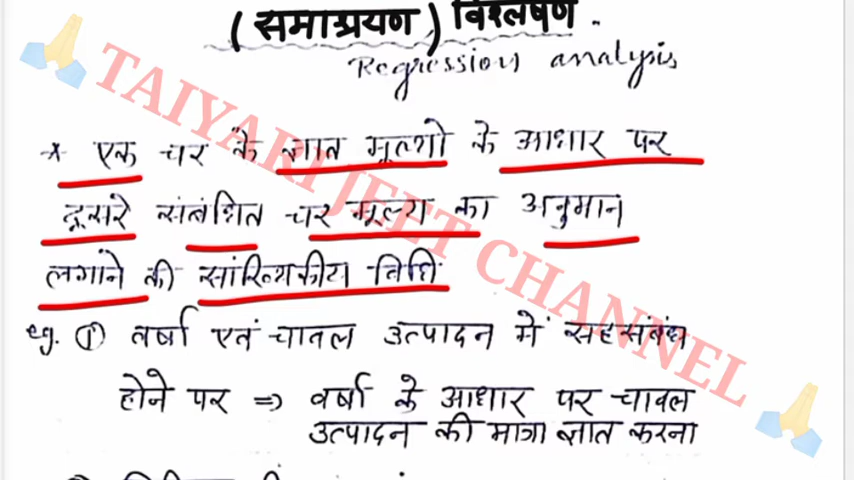 (समाश्रयण) विश्लेषण -
Regression analysis
* एक चर के ज्ञात मूल्यो के आधार पर
दूसरे संबंधित चर मूल्य का अनुमान
लगाने की सांख्यिकीय विधि
eg. ① वर्षा एवं चावल उत्पादन में सहसंबंध
होने पर ⇒ वर्षा के आधार पर चावल
उत्पादन की मात्रा ज्ञात करना
TAIYARI JEET CHANNEL